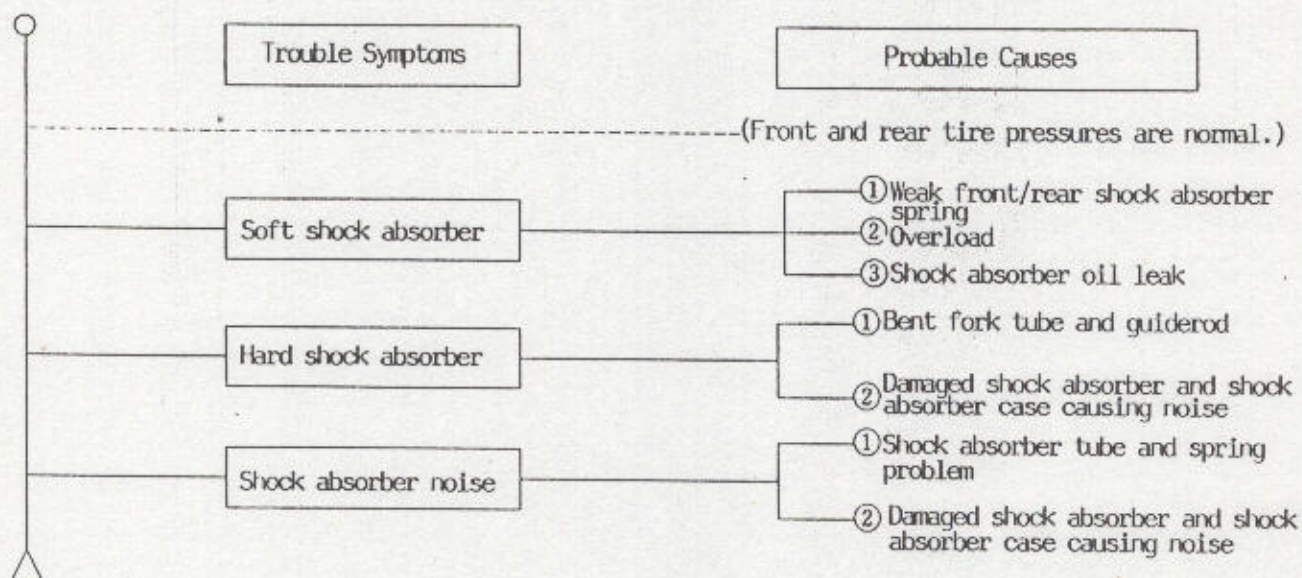 Trouble Symptoms
Probable Causes
(Front and rear tire pressures are normal.)
Soft shock absorber
①Weak front/rear shock absorber
spring
②Overload
③Shock absorber oil leak
Hard shock absorber
①Bent fork tube and guiderod
②Damaged shock absorber and shock
absorber case causing noise
Shock absorber noise
①Shock absorber tube and spring
problem
②Damaged shock absorber and shock
absorber case causing noise